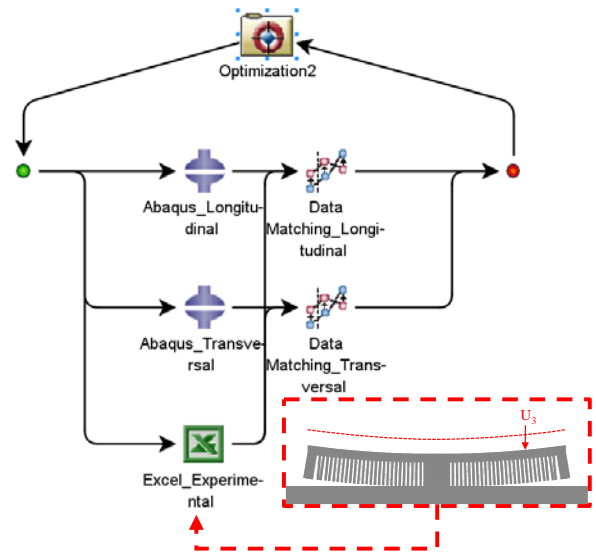 Optimization2
Abaqus_Longitu-
dinal
Data
Matching_Longi-
tudinal
Abaqus_Transve-
rsal
Data
Matching_Trans-
versal
Excel_Experime-
ntal
U3